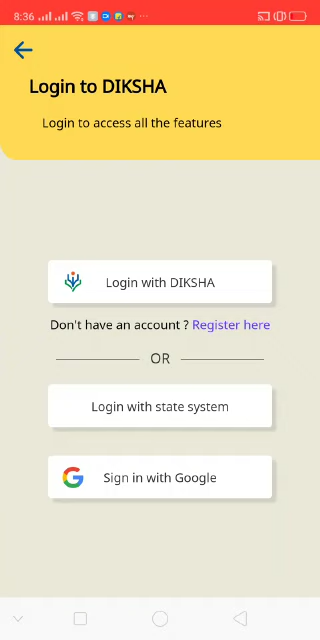 8:36
Login to DIKSHA
Login to access all the features
Login with DIKSHA
Don't have an account ? Register here
OR
Login with state system
Sign in with Google